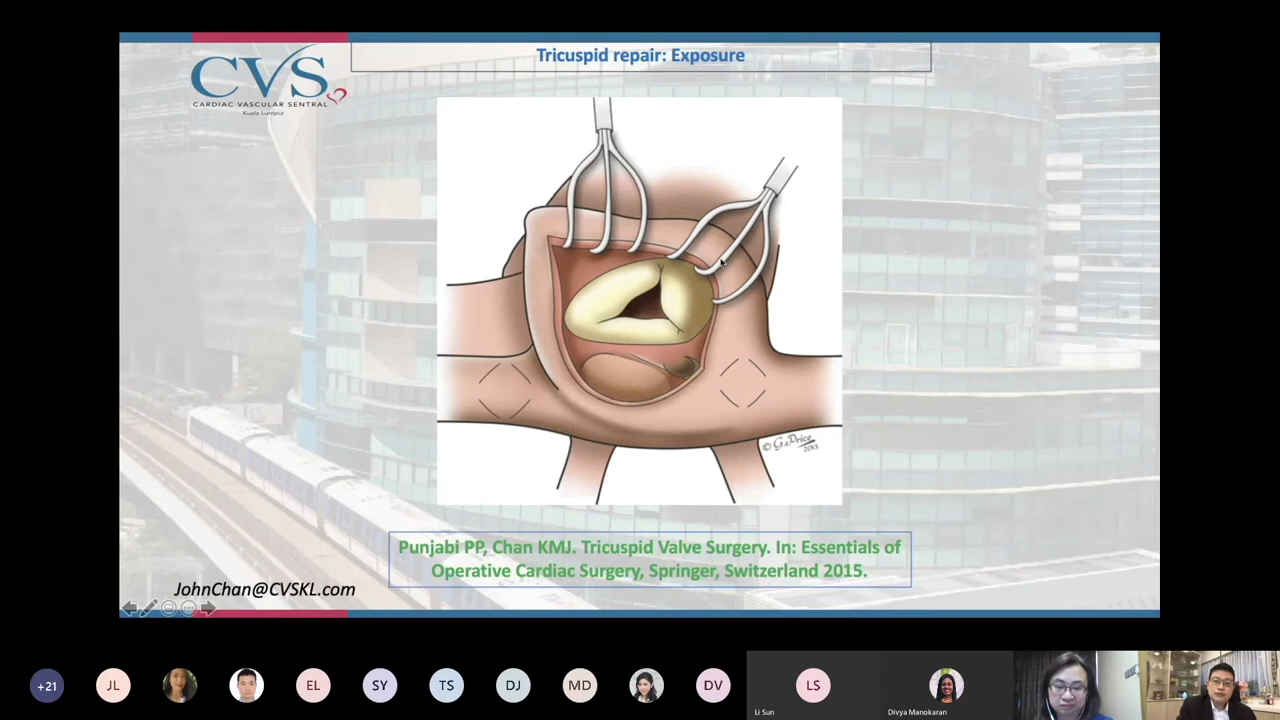 Tricuspid repair: Exposure
CVS
CARDIAC VASCULAR SENTRAL
Kuala Lumpur
© G. Price
2013
Punjabi PP, Chan KMJ. Tricuspid Valve Surgery. In: Essentials of
Operative Cardiac Surgery, Springer, Switzerland 2015.
JohnChan@CVSKL.com
+21
JL
EL
SY
TS
DJ
MD
DV
LS
Li Sun
Divya Manokaran